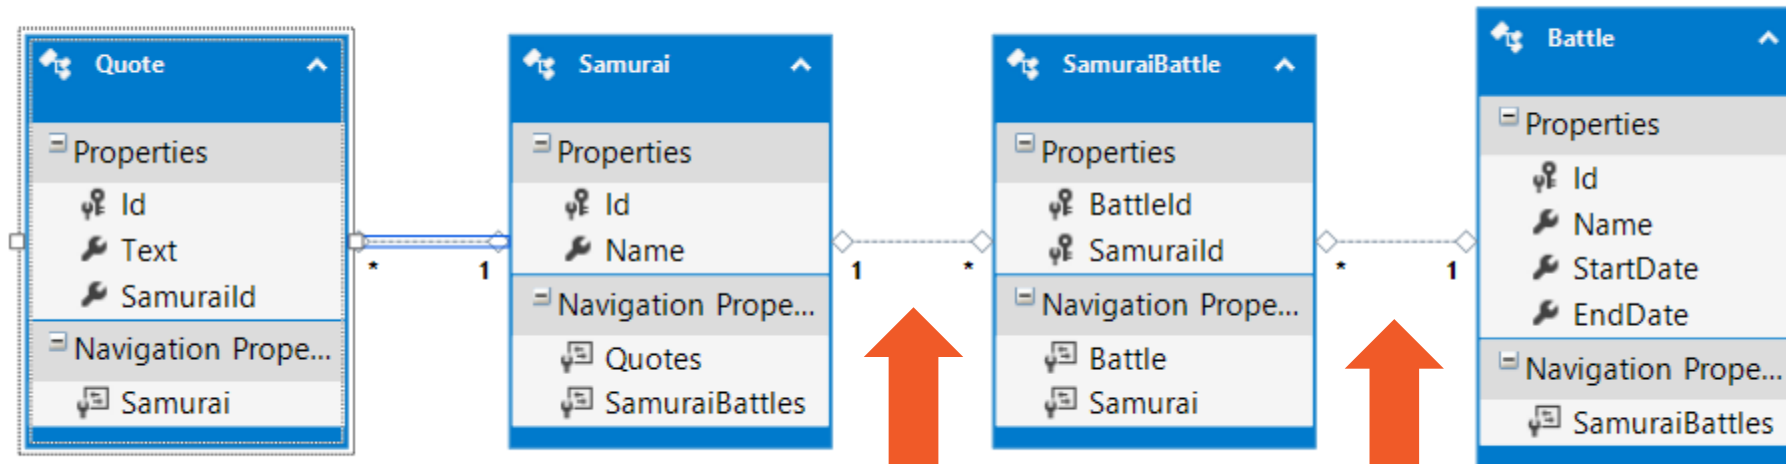 Quote
Properties
Id
Text
SamuraiId
Navigation Prope...
Samurai
* 1
Samurai
Properties
Id
Name
Navigation Prope...
Quotes
SamuraiBattles
1 *
SamuraiBattle
Properties
BattleId
SamuraiId
Navigation Prope...
Battle
Samurai
* 1
Battle
Properties
Id
Name
StartDate
EndDate
Navigation Prope...
SamuraiBattles